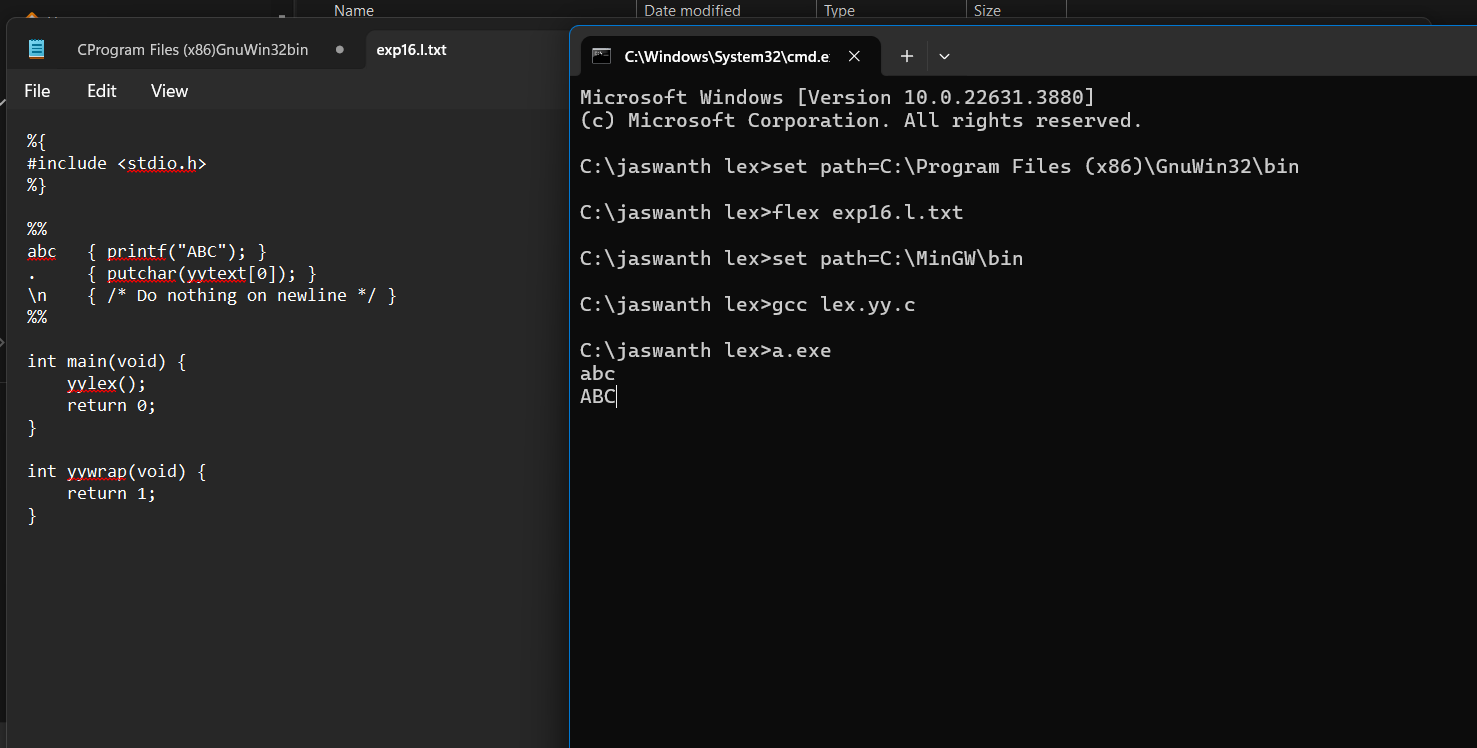 Name Date modified Type Size
CProgram Files (x86)GnuWin32bin exp16.l.txt
File Edit View
%{
#include <stdio.h>
%}
%%
abc { printf("ABC"); }
. { putchar(yytext[0]); }
\n { /* Do nothing on newline */ }
%%
int main(void) {
yylex();
return 0;
}
int yywrap(void) {
return 1;
}
C:\Windows\System32\cmd.e
Microsoft Windows [Version 10.0.22631.3880]
(c) Microsoft Corporation. All rights reserved.
C:\jaswanth lex>set path=C:\Program Files (x86)\GnuWin32\bin
C:\jaswanth lex>flex exp16.l.txt
C:\jaswanth lex>set path=C:\MinGW\bin
C:\jaswanth lex>gcc lex.yy.c
C:\jaswanth lex>a.exe
abc
ABC